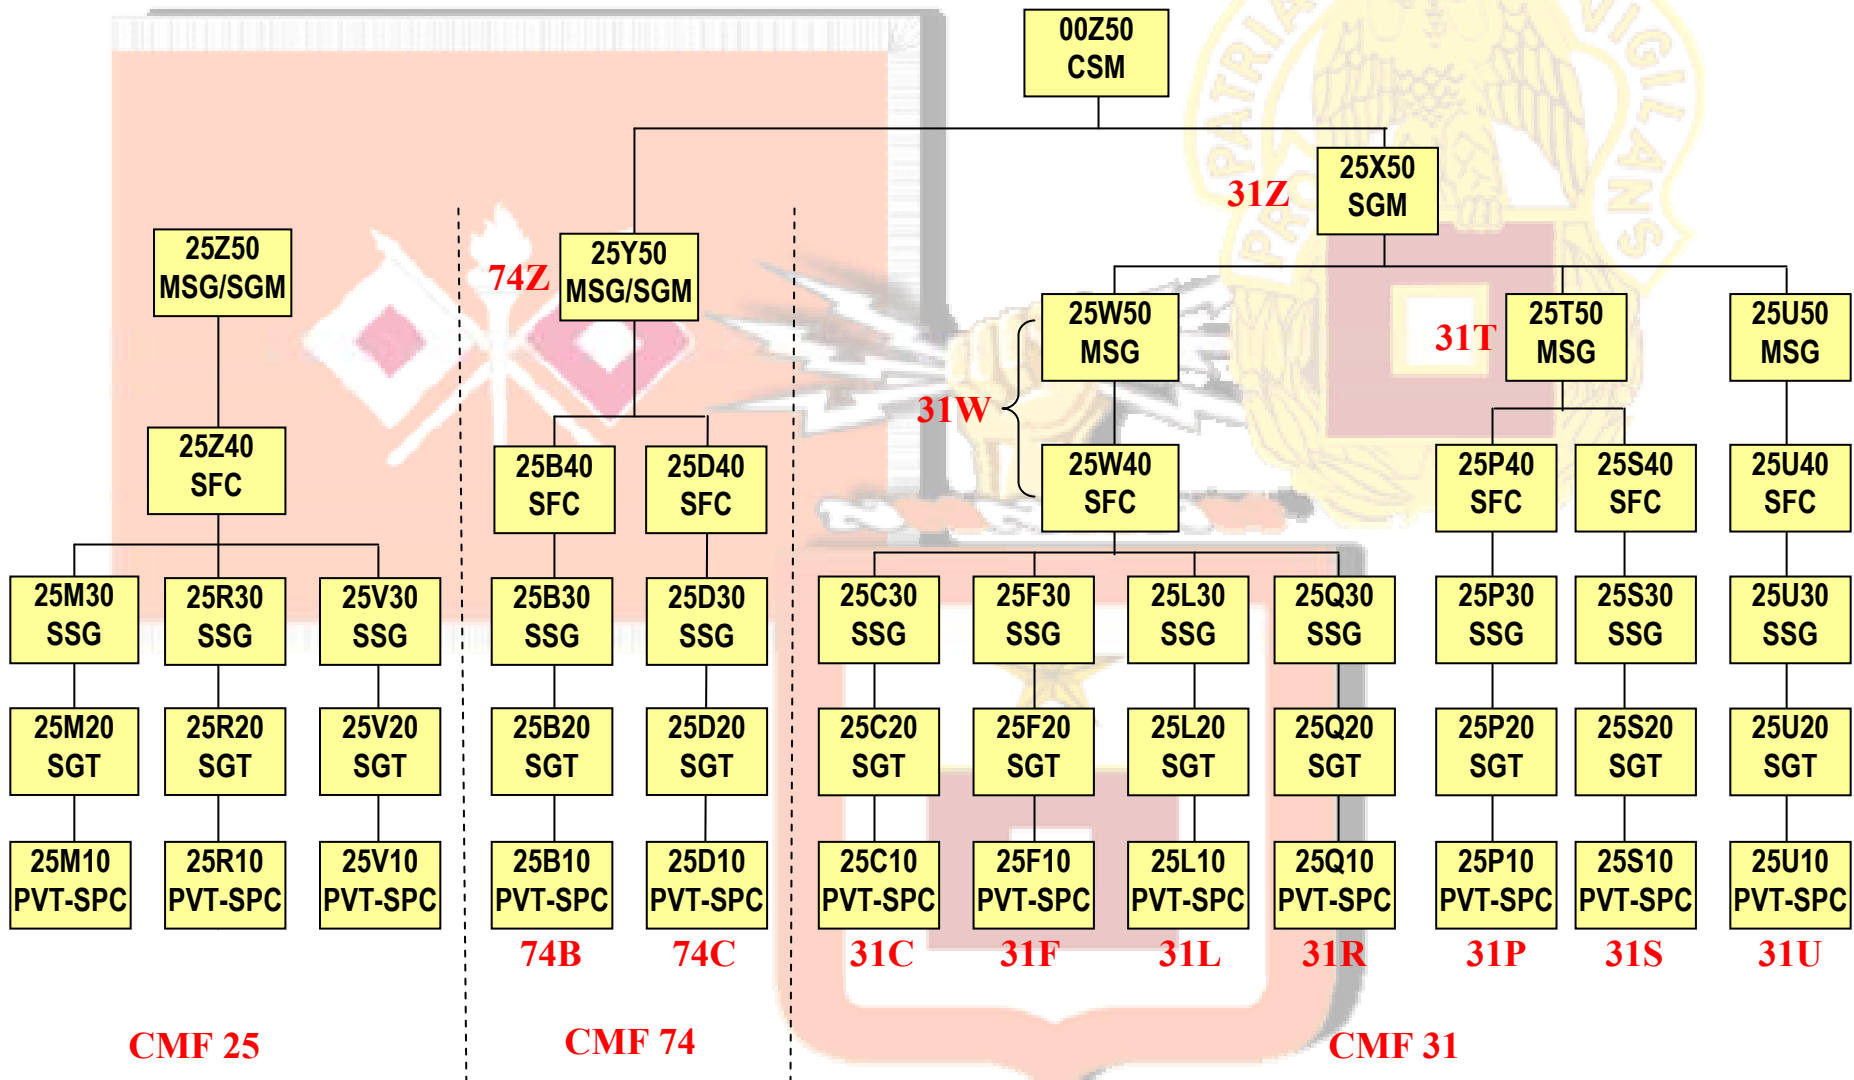 00Z50
CSM
31Z
25X50
SGM
25Z50
MSG/SGM
74Z
25Y50
MSG/SGM
25W50
MSG
31T
25T50
MSG
25U50
MSG
31W
25Z40
SFC
25B40
SFC
25D40
SFC
25W40
SFC
25P40
SFC
25S40
SFC
25U40
SFC
25M30
SSG
25R30
SSG
25V30
SSG
25B30
SSG
25D30
SSG
25C30
SSG
25F30
SSG
25L30
SSG
25Q30
SSG
25P30
SSG
25S30
SSG
25U30
SSG
25M20
SGT
25R20
SGT
25V20
SGT
25B20
SGT
25D20
SGT
25C20
SGT
25F20
SGT
25L20
SGT
25Q20
SGT
25P20
SGT
25S20
SGT
25U20
SGT
25M10
PVT-SPC
25R10
PVT-SPC
25V10
PVT-SPC
25B10
PVT-SPC
25D10
PVT-SPC
25C10
PVT-SPC
25F10
PVT-SPC
25L10
PVT-SPC
25Q10
PVT-SPC
25P10
PVT-SPC
25S10
PVT-SPC
25U10
PVT-SPC
74B
74C
31C
31F
31L
31R
31P
31S
31U
CMF 25
CMF 74
CMF 31
PRO PATRIA VIGILANS